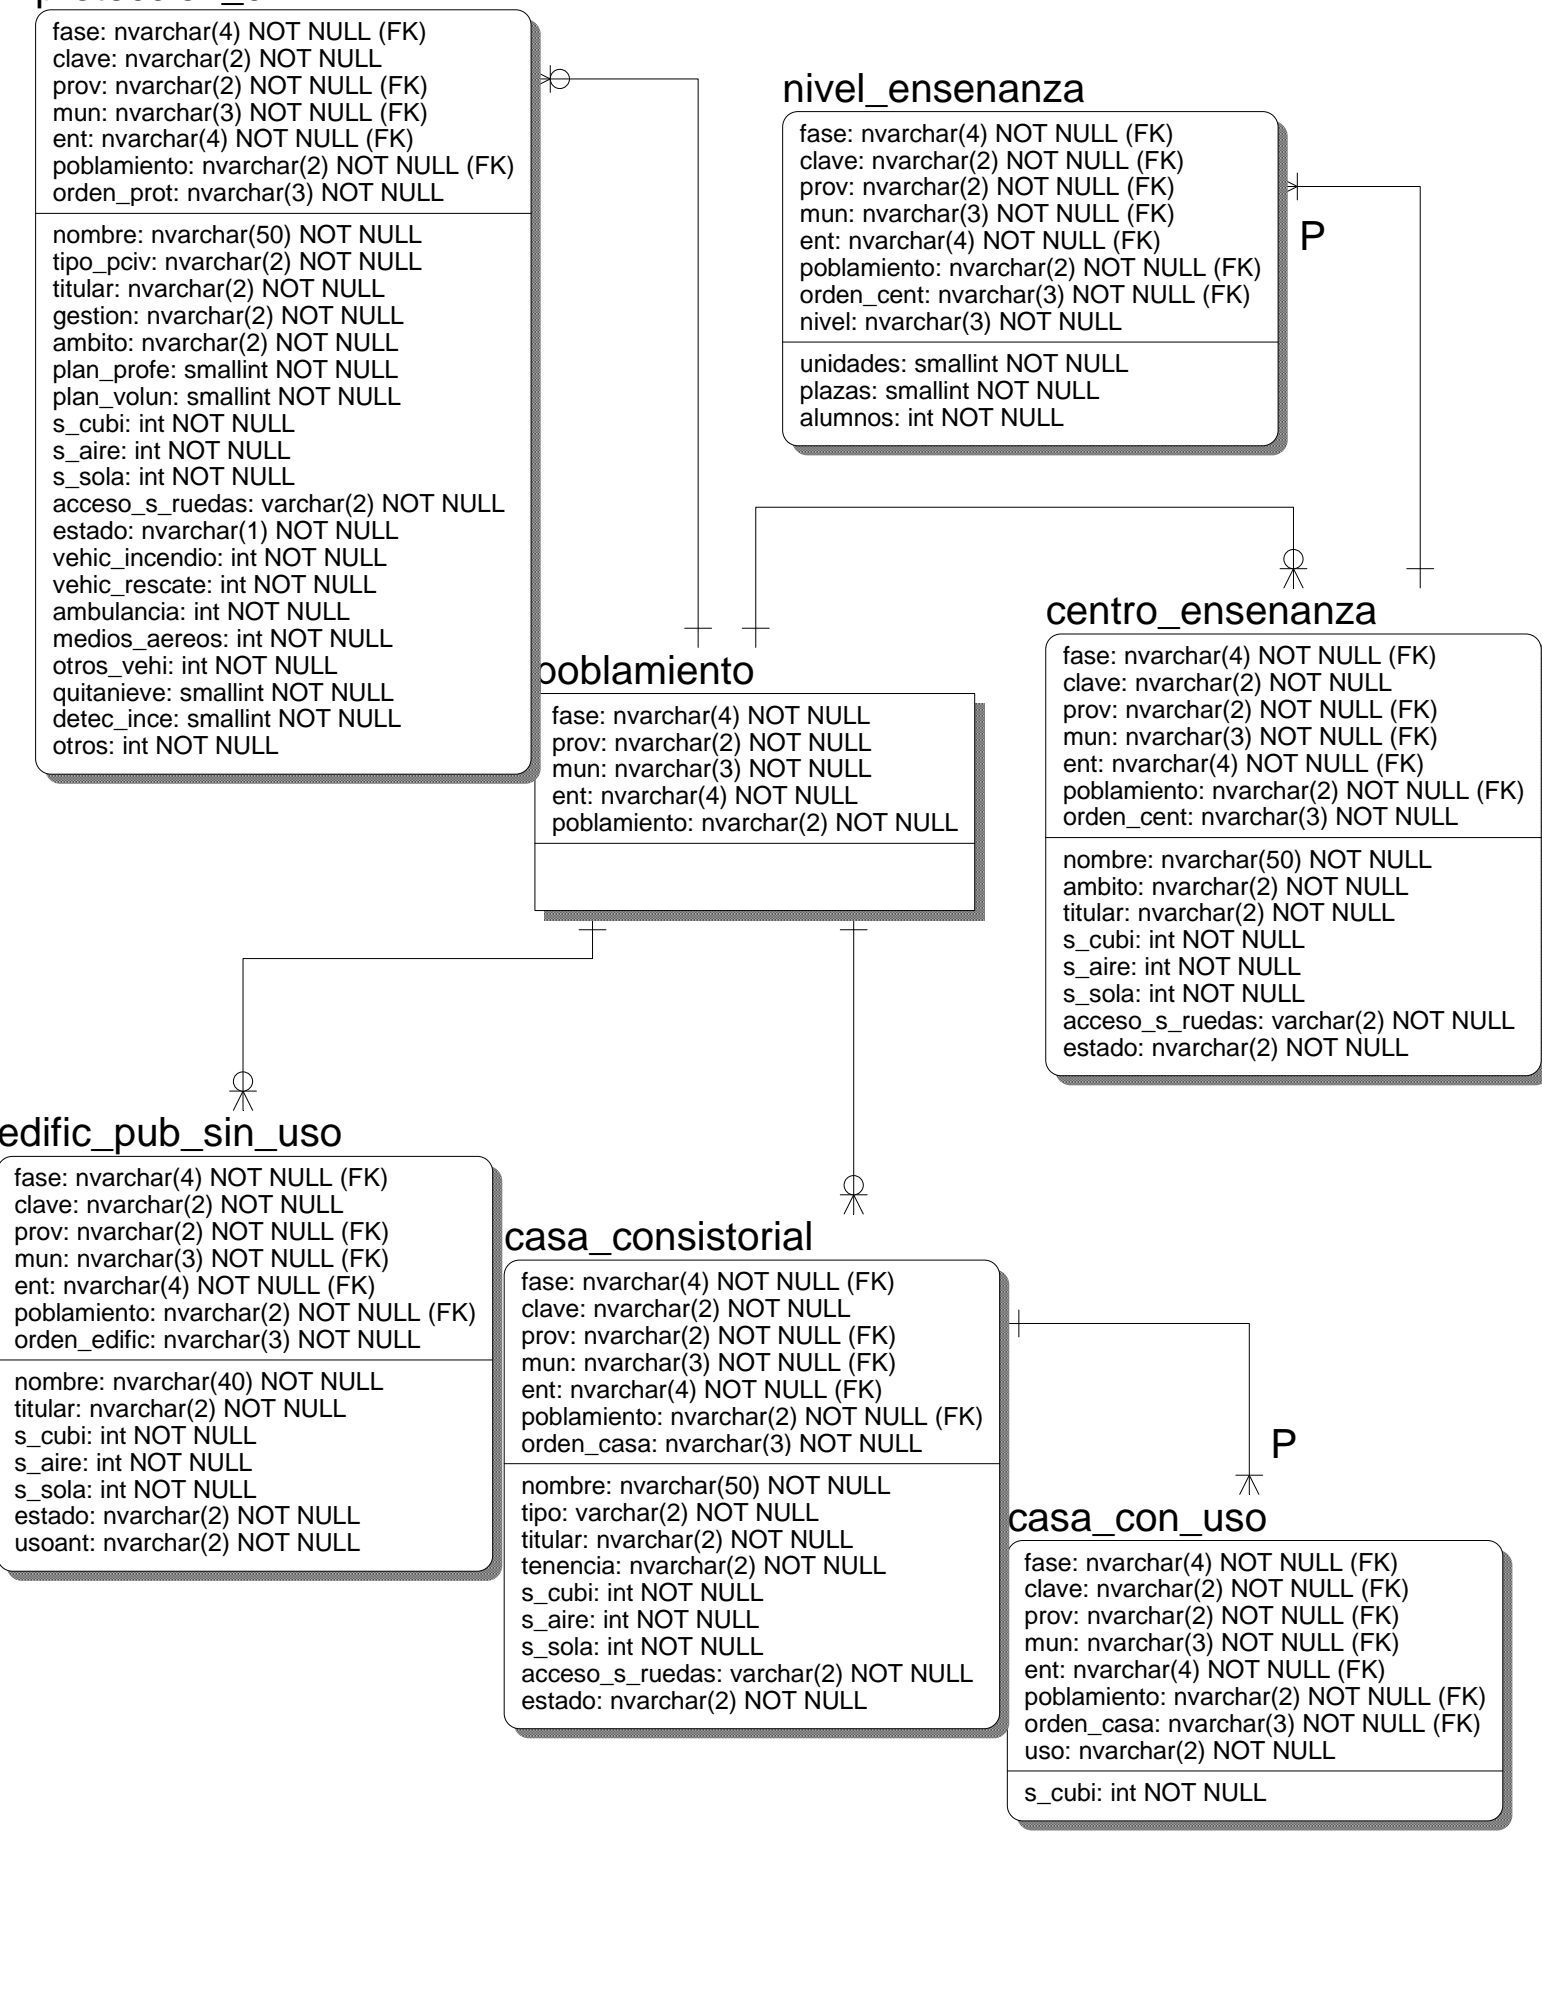 fase: nvarchar(4) NOT NULL (FK)
clave: nvarchar(2) NOT NULL
prov: nvarchar(2) NOT NULL (FK)
mun: nvarchar(3) NOT NULL (FK)
ent: nvarchar(4) NOT NULL (FK)
poblamiento: nvarchar(2) NOT NULL (FK)
orden_prot: nvarchar(3) NOT NULL
nombre: nvarchar(50) NOT NULL
tipo_pciv: nvarchar(2) NOT NULL
titular: nvarchar(2) NOT NULL
gestion: nvarchar(2) NOT NULL
ambito: nvarchar(2) NOT NULL
plan_profe: smallint NOT NULL
plan_volun: smallint NOT NULL
s_cubi: int NOT NULL
s_aire: int NOT NULL
s_sola: int NOT NULL
acceso_s_ruedas: varchar(2) NOT NULL
estado: nvarchar(1) NOT NULL
vehic_incendio: int NOT NULL
vehic_rescate: int NOT NULL
ambulancia: int NOT NULL
medios_aereos: int NOT NULL
otros_vehi: int NOT NULL
quitanieve: smallint NOT NULL
detec_ince: smallint NOT NULL
otros: int NOT NULL
nivel_ensenanza
fase: nvarchar(4) NOT NULL (FK)
clave: nvarchar(2) NOT NULL (FK)
prov: nvarchar(2) NOT NULL (FK)
mun: nvarchar(3) NOT NULL (FK)
ent: nvarchar(4) NOT NULL (FK)
poblamiento: nvarchar(2) NOT NULL (FK)
orden_cent: nvarchar(3) NOT NULL (FK)
nivel: nvarchar(3) NOT NULL
unidades: smallint NOT NULL
plazas: smallint NOT NULL
alumnos: int NOT NULL
P
poblamiento
fase: nvarchar(4) NOT NULL
prov: nvarchar(2) NOT NULL
mun: nvarchar(3) NOT NULL
ent: nvarchar(4) NOT NULL
poblamiento: nvarchar(2) NOT NULL
centro_ensenanza
fase: nvarchar(4) NOT NULL (FK)
clave: nvarchar(2) NOT NULL
prov: nvarchar(2) NOT NULL (FK)
mun: nvarchar(3) NOT NULL (FK)
ent: nvarchar(4) NOT NULL (FK)
poblamiento: nvarchar(2) NOT NULL (FK)
orden_cent: nvarchar(3) NOT NULL
nombre: nvarchar(50) NOT NULL
ambito: nvarchar(2) NOT NULL
titular: nvarchar(2) NOT NULL
s_cubi: int NOT NULL
s_aire: int NOT NULL
s_sola: int NOT NULL
acceso_s_ruedas: varchar(2) NOT NULL
estado: nvarchar(2) NOT NULL
edific_pub_sin_uso
fase: nvarchar(4) NOT NULL (FK)
clave: nvarchar(2) NOT NULL
prov: nvarchar(2) NOT NULL (FK)
mun: nvarchar(3) NOT NULL (FK)
ent: nvarchar(4) NOT NULL (FK)
poblamiento: nvarchar(2) NOT NULL (FK)
orden_edific: nvarchar(3) NOT NULL
nombre: nvarchar(40) NOT NULL
titular: nvarchar(2) NOT NULL
s_cubi: int NOT NULL
s_aire: int NOT NULL
s_sola: int NOT NULL
estado: nvarchar(2) NOT NULL
usoant: nvarchar(2) NOT NULL
casa_consistorial
fase: nvarchar(4) NOT NULL (FK)
clave: nvarchar(2) NOT NULL
prov: nvarchar(2) NOT NULL (FK)
mun: nvarchar(3) NOT NULL (FK)
ent: nvarchar(4) NOT NULL (FK)
poblamiento: nvarchar(2) NOT NULL (FK)
orden_casa: nvarchar(3) NOT NULL
nombre: nvarchar(50) NOT NULL
tipo: varchar(2) NOT NULL
titular: nvarchar(2) NOT NULL
tenencia: nvarchar(2) NOT NULL
s_cubi: int NOT NULL
s_aire: int NOT NULL
s_sola: int NOT NULL
acceso_s_ruedas: varchar(2) NOT NULL
estado: nvarchar(2) NOT NULL
P
casa_con_uso
fase: nvarchar(4) NOT NULL (FK)
clave: nvarchar(2) NOT NULL (FK)
prov: nvarchar(2) NOT NULL (FK)
mun: nvarchar(3) NOT NULL (FK)
ent: nvarchar(4) NOT NULL (FK)
poblamiento: nvarchar(2) NOT NULL (FK)
orden_casa: nvarchar(3) NOT NULL (FK)
uso: nvarchar(2) NOT NULL
s_cubi: int NOT NULL